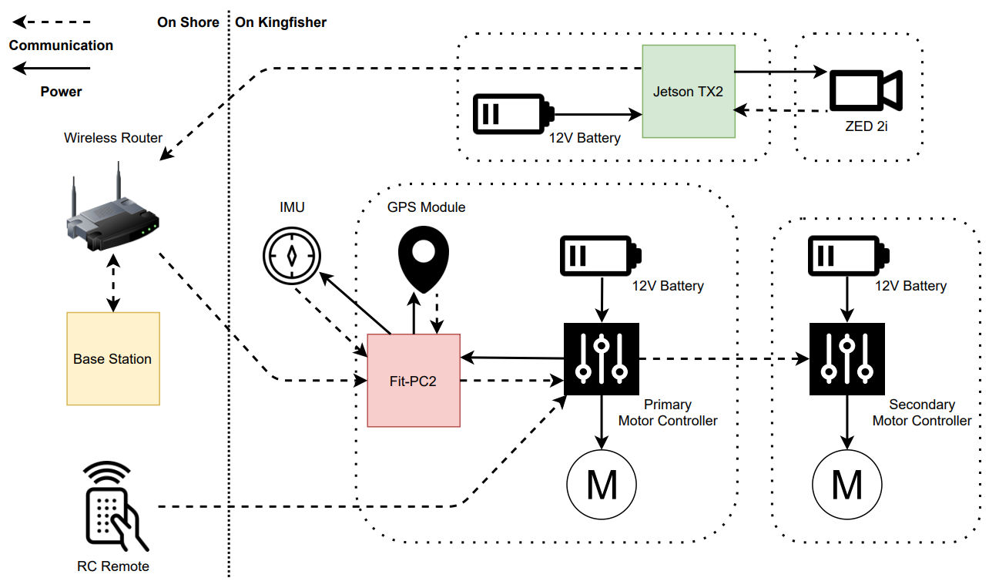 On Shore
On Kingfisher
Communication
Power
Jetson TX2
12V Battery
ZED 2i
Wireless Router
IMU
GPS Module
12V Battery
12V Battery
Base Station
Fit-PC2
Primary
Motor Controller
Secondary
Motor Controller
M
M
RC Remote